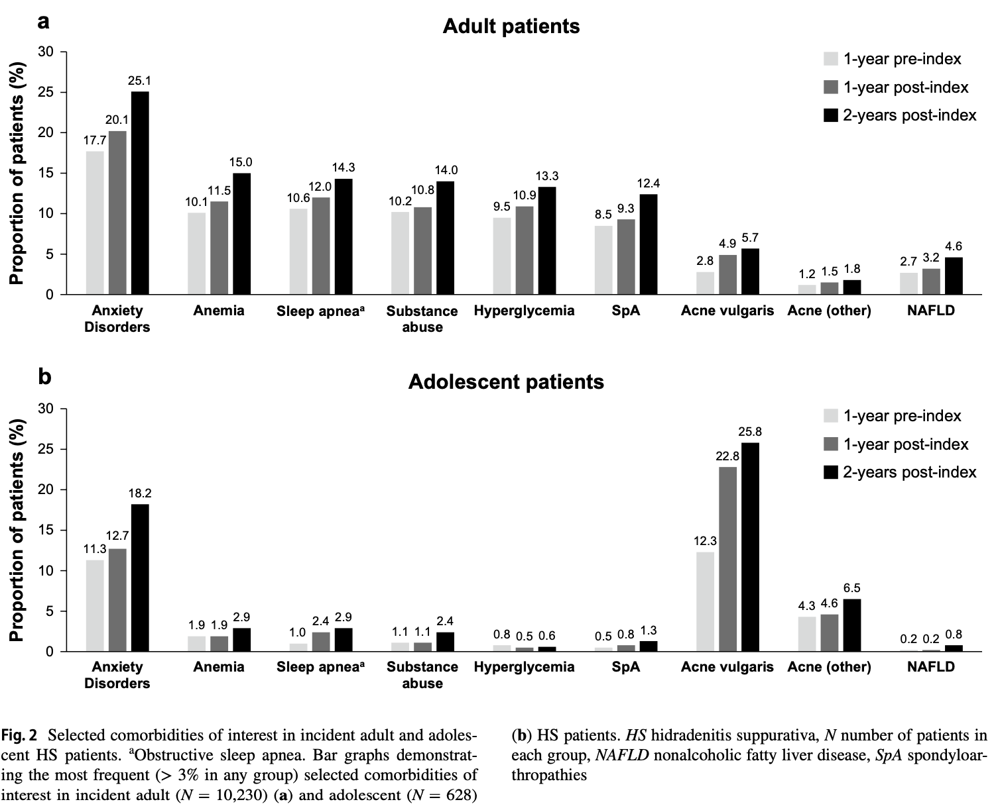 a
Adult patients
Proportion of patients (%)
30
25
20
15
10
5
0
1-year pre-index
1-year post-index
2-years post-index
17.7 20.1 25.1
10.1 11.5 15.0
10.6 12.0 14.3
10.2 10.8 14.0
9.5 10.9 13.3
8.5 9.3 12.4
2.8 4.9 5.7
1.2 1.5 1.8
2.7 3.2 4.6
Anxiety
Disorders
Anemia
Sleep apneaᵃ
Substance
abuse
Hyperglycemia
SpA
Acne vulgaris
Acne (other)
NAFLD
b
Adolescent patients
Proportion of patients (%)
30
25
20
15
10
5
0
1-year pre-index
1-year post-index
2-years post-index
11.3 12.7 18.2
1.9 1.9 2.9
1.0 2.4 2.9
1.1 1.1 2.4
0.8 0.5 0.6
0.5 0.8 1.3
12.3 22.8 25.8
4.3 4.6 6.5
0.2 0.2 0.8
Anxiety
Disorders
Anemia
Sleep apneaᵃ
Substance
abuse
Hyperglycemia
SpA
Acne vulgaris
Acne (other)
NAFLD
Fig. 2 Selected comorbidities of interest in incident adult and adoles-
cent HS patients. ᵃObstructive sleep apnea. Bar graphs demonstrat-
ing the most frequent (> 3% in any group) selected comorbidities of
interest in incident adult (N = 10,230) (a) and adolescent (N = 628)
(b) HS patients. HS hidradenitis suppurativa, N number of patients in
each group, NAFLD nonalcoholic fatty liver disease, SpA spondyloar-
thropathies